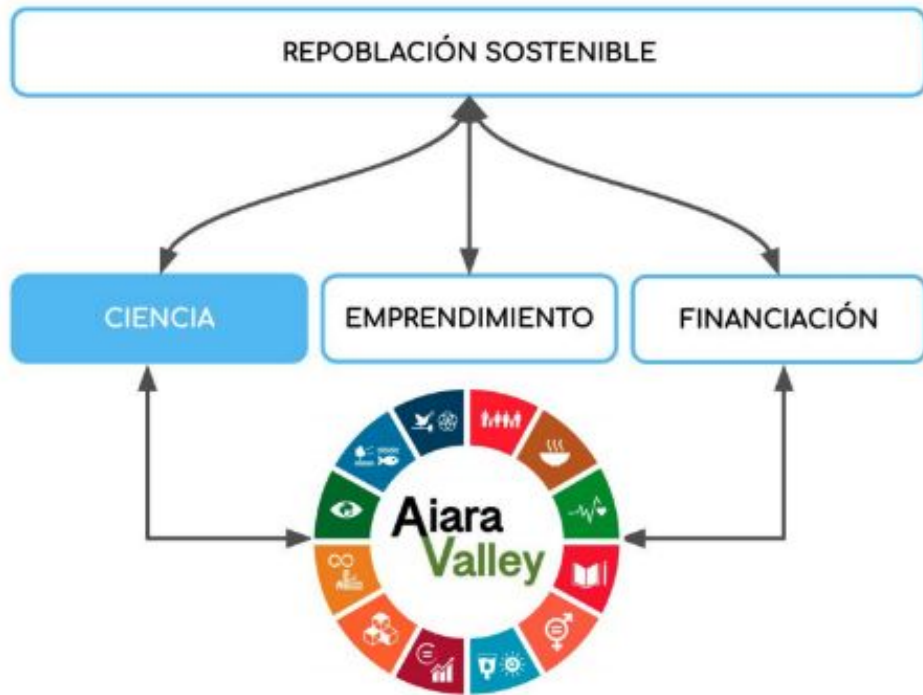 REPOBLACIÓN SOSTENIBLE
CIENCIA
EMPRENDIMIENTO
FINANCIACIÓN
Aiara
Valley